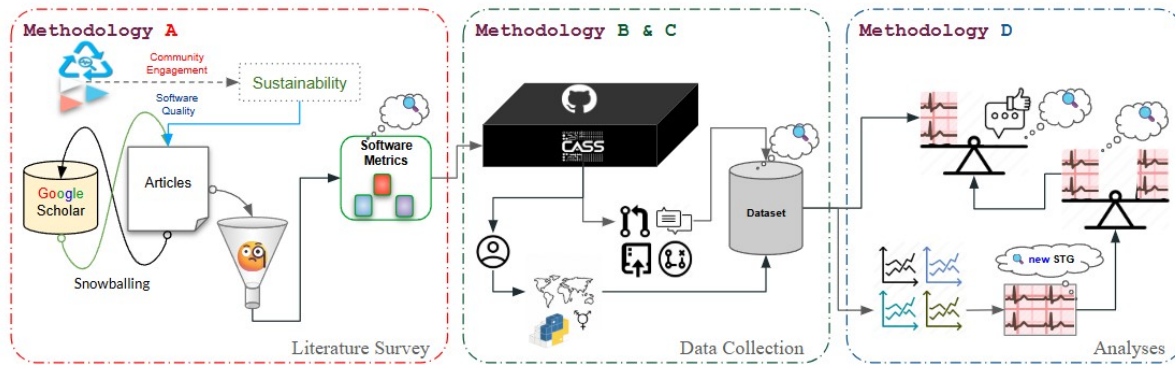 Methodology A
Community
Engagement
Sustainability
Software
Quality
Google
Scholar
Articles
Snowballing
Software
Metrics
Literature Survey
Methodology B & C
CASS
Dataset
Data Collection
Methodology D
new STG
Analyses